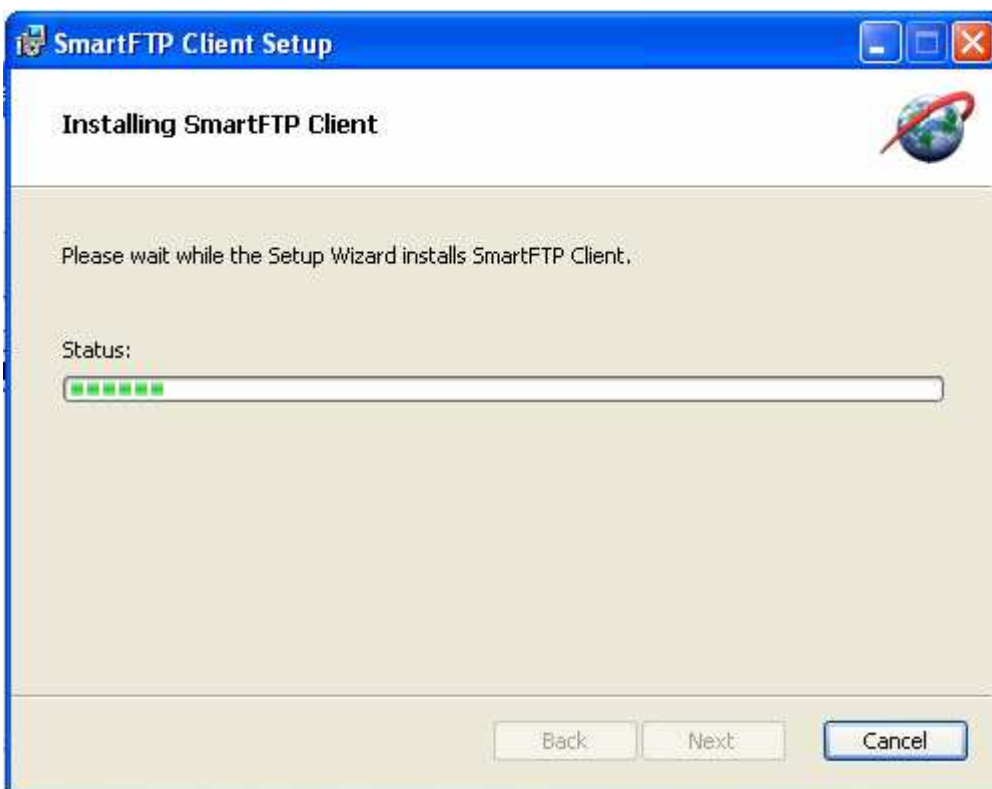 SmartFTP Client Setup
Installing SmartFTP Client
Please wait while the Setup Wizard installs SmartFTP Client.
Status:
Back Next Cancel